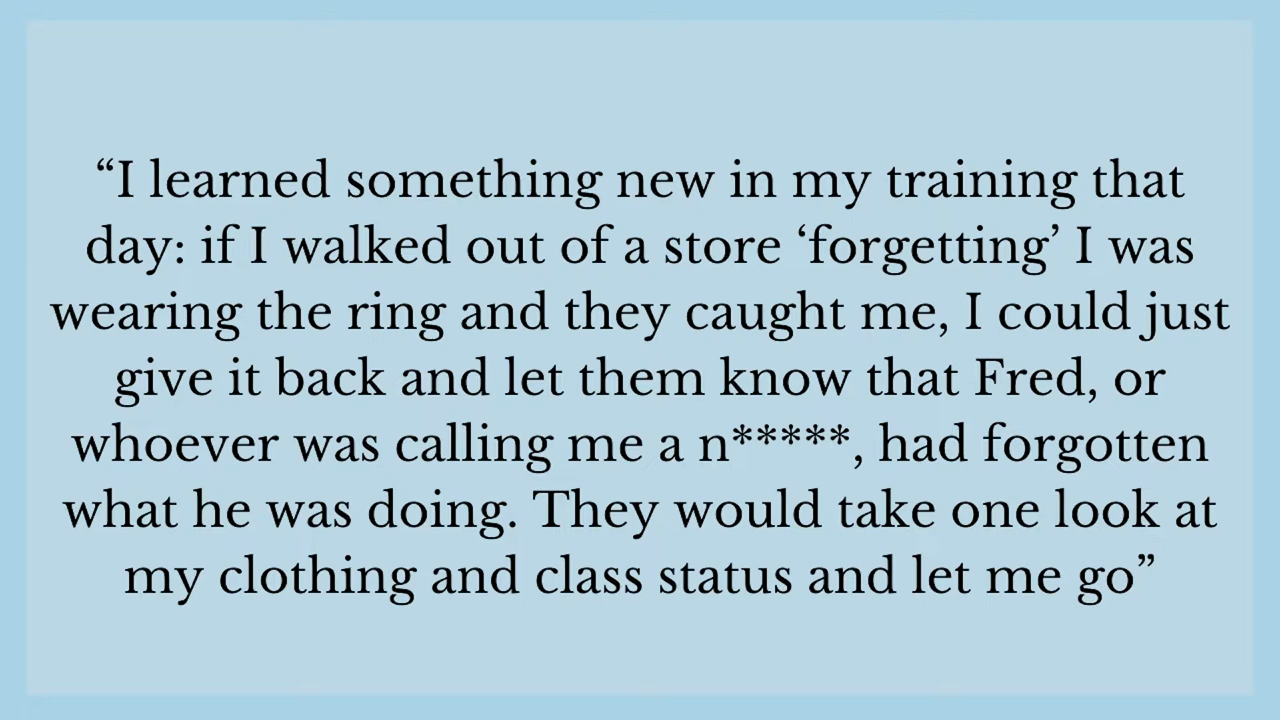 “I learned something new in my training that
day: if I walked out of a store ‘forgetting’ I was
wearing the ring and they caught me, I could just
give it back and let them know that Fred, or
whoever was calling me a n*****, had forgotten
what he was doing. They would take one look at
my clothing and class status and let me go”